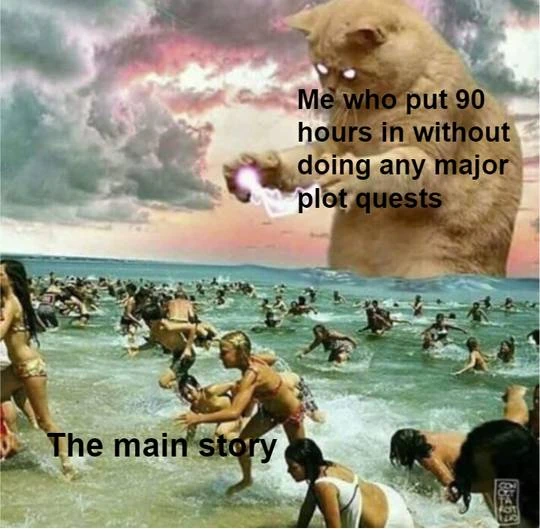 Me who put 90
hours in without
doing any major
plot quests
The main story